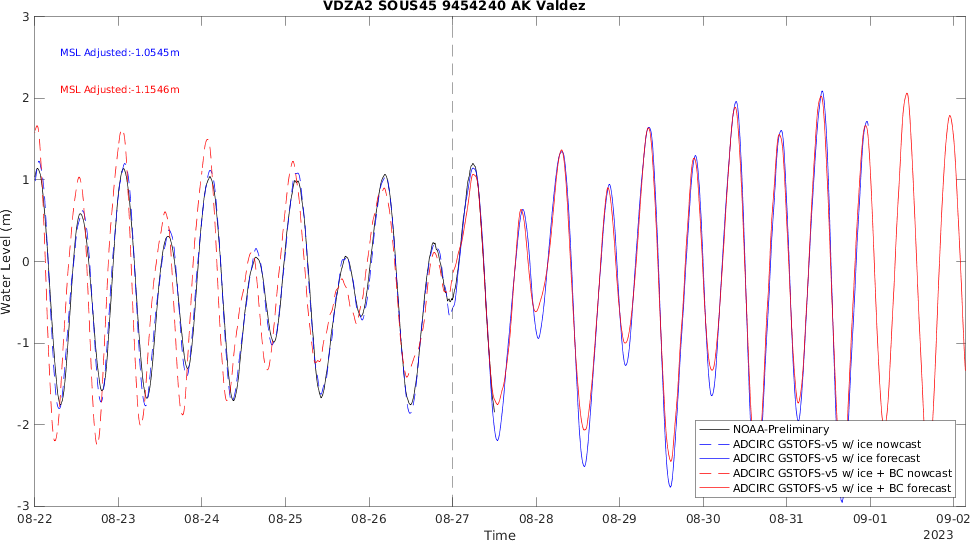 VDZA2 SOUS45 9454240 AK Valdez
3
MSL Adjusted:-1.0545m
MSL Adjusted:-1.1546m
2
1
0
-1
-2
-3
Water Level (m)
NOAA-Preliminary
ADCIRC GSTOFS-v5 w/ ice nowcast
ADCIRC GSTOFS-v5 w/ ice forecast
ADCIRC GSTOFS-v5 w/ ice + BC nowcast
ADCIRC GSTOFS-v5 w/ ice + BC forecast
08-22 08-23 08-24 08-25 08-26 08-27 08-28 08-29 08-30 08-31 09-01 09-02
Time
2023